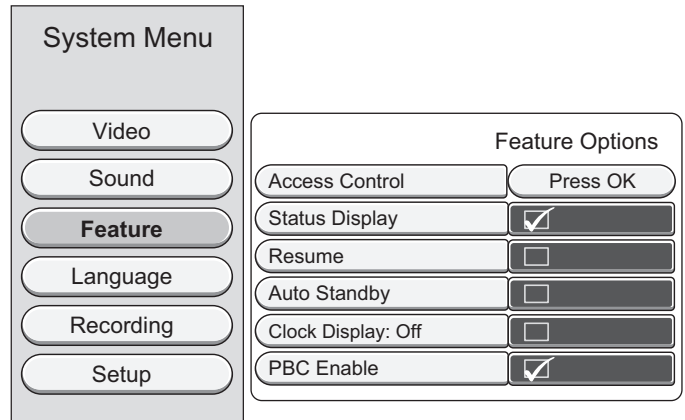 System Menu
Video
Sound
Feature
Language
Recording
Setup
Feature Options
Access Control
Press OK
Status Display
Resume
Auto Standby
Clock Display: Off
PBC Enable